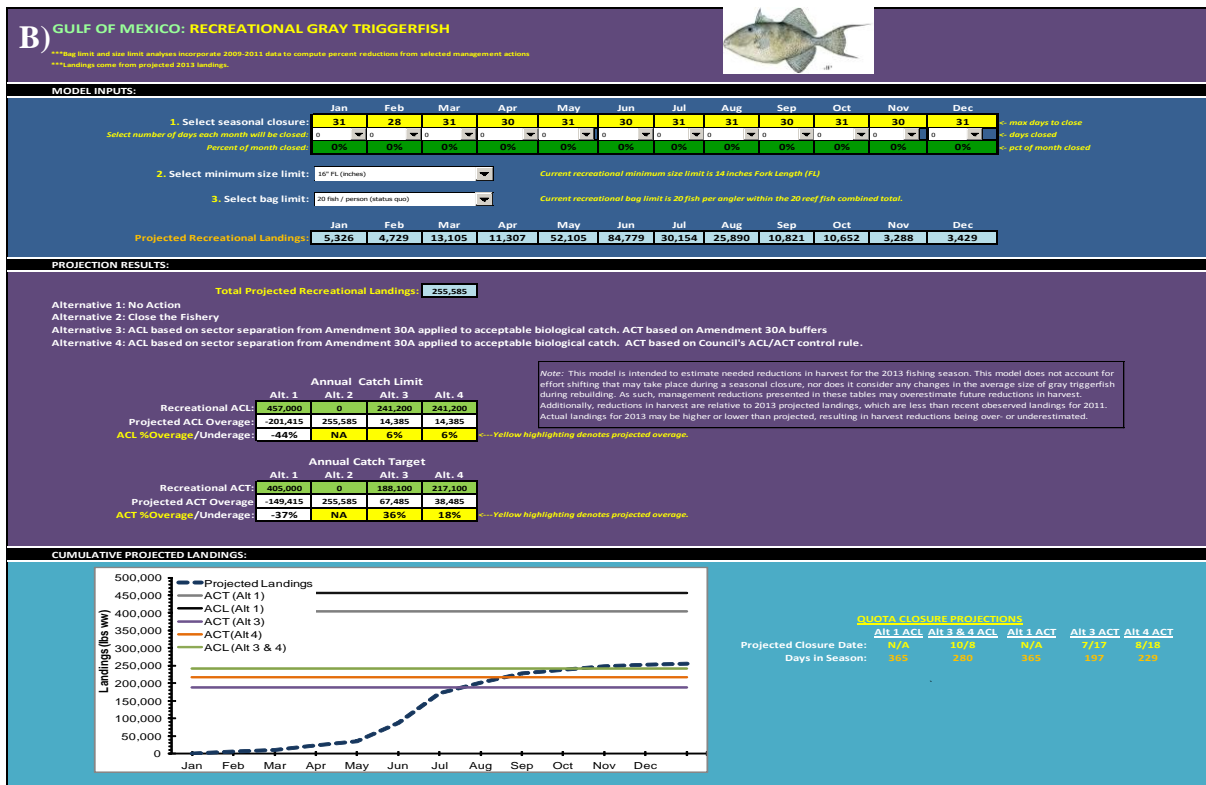 B) GULF OF MEXICO: RECREATIONAL GRAY TRIGGERFISH
***Bag limit and size limit analyses incorporate 2009-2011 data to compute percent reductions from selected management actions
***Landings come from projected 2013 landings.
MODEL INPUTS:
Jan Feb Mar Apr May Jun Jul Aug Sep Oct Nov Dec
1. Select seasonal closure: 31 28 31 30 31 30 31 31 30 31 30 31 <- max days to close
Select number of days each month will be closed: 0 0 0 0 0 0 0 0 0 0 0 0 <- days closed
Percent of month closed: 0% 0% 0% 0% 0% 0% 0% 0% 0% 0% 0% 0% <- pct of month closed
2. Select minimum size limit: 16" FL (inches) Current recreational minimum size limit is 14 inches Fork Length (FL)
3. Select bag limit: 20 fish / person (status quo) Current recreational bag limit is 20 fish per angler within the 20 reef fish combined total.
Jan Feb Mar Apr May Jun Jul Aug Sep Oct Nov Dec
Projected Recreational Landings: 5,326 4,729 13,105 11,307 52,105 84,779 30,154 25,890 10,821 10,652 3,288 3,429
PROJECTION RESULTS:
Total Projected Recreational Landings: 255,585
Alternative 1: No Action
Alternative 2: Close the Fishery
Alternative 3: ACL based on sector separation from Amendment 30A applied to acceptable biological catch. ACT based on Amendment 30A buffers
Alternative 4: ACL based on sector separation from Amendment 30A applied to acceptable biological catch. ACT based on Council's ACL/ACT control rule.
Note: This model is intended to estimate needed reductions in harvest for the 2013 fishing season. This model does not account for
effort shifting that may take place during a seasonal closure, nor does it consider any changes in the average size of gray triggerfish
during rebuilding. As such, management reductions presented in these tables may overestimate future reductions in harvest.
Additionally, reductions in harvest are relative to 2013 projected landings, which are less than recent observed landings for 2011.
Actual landings for 2013 may be higher or lower than projected, resulting in harvest reductions being over- or underestimated.
Annual Catch Limit
Alt. 1 Alt. 2 Alt. 3 Alt. 4
Recreational ACL: 457,000 0 241,200 241,200
Projected ACL Overage: -201,415 255,585 14,385 14,385
ACL %Overage/Underage: -44% NA 6% 6% <---Yellow highlighting denotes projected overage.
Annual Catch Target
Alt. 1 Alt. 2 Alt. 3 Alt. 4
Recreational ACT: 405,000 0 188,100 217,100
Projected ACT Overage -149,415 255,585 67,485 38,485
ACT %Overage/Underage: -37% NA 36% 18% <---Yellow highlighting denotes projected overage.
CUMULATIVE PROJECTED LANDINGS:
Landings (lbs ww)
500,000
450,000
400,000
350,000
300,000
250,000
200,000
150,000
100,000
50,000
0
Projected Landings
ACT (Alt 1)
ACL (Alt 1)
ACT (Alt 3)
ACT(Alt 4)
ACL (Alt 3 & 4)
Jan Feb Mar Apr May Jun Jul Aug Sep Oct Nov Dec
QUOTA CLOSURE PROJECTIONS
Alt 1 ACL Alt 3 & 4 ACL Alt 1 ACT Alt 3 ACT Alt 4 ACT
Projected Closure Date: N/A 10/8 N/A 7/17 8/18
Days in Season: 365 280 365 197 229